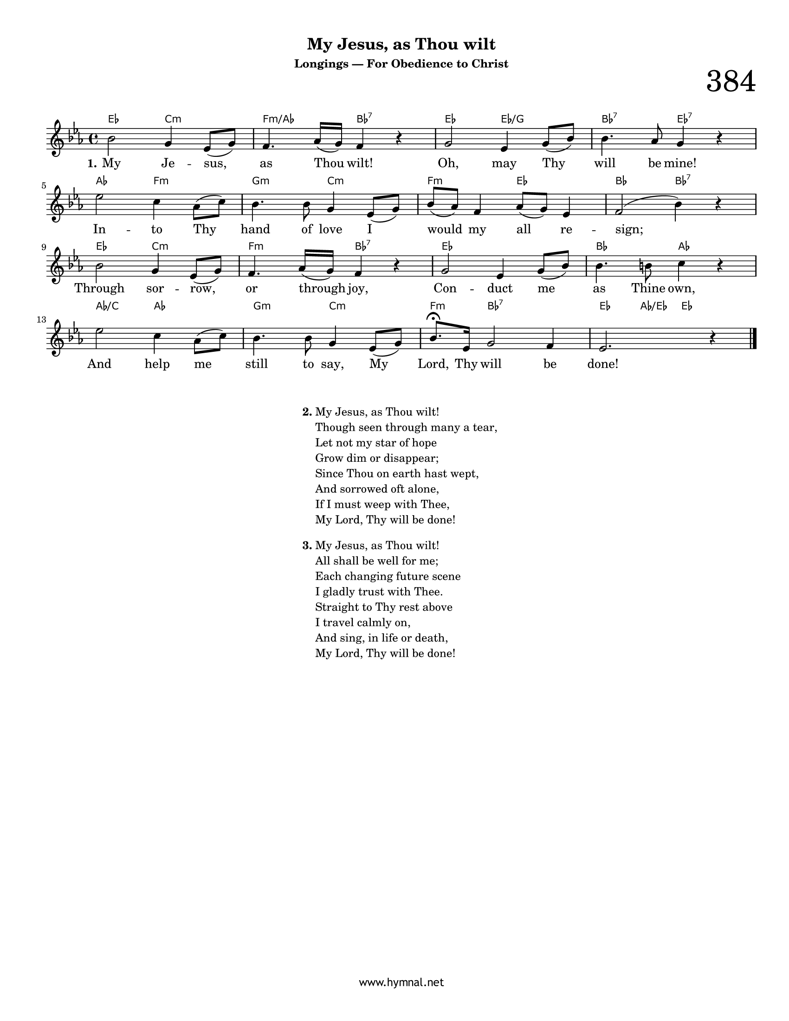 My Jesus, as Thou wilt
Longings — For Obedience to Christ
384
E♭ Cm Fm/A♭ B♭7 E♭ E♭/G B♭7 E♭7
1. My Je - sus, as Thou wilt! Oh, may Thy will be mine!
5
A♭ Fm Gm Cm Fm E♭ B♭ B♭7
In - to Thy hand of love I would my all re - sign;
9
E♭ Cm Fm B♭7 E♭ B♭ A♭
Through sor - row, or through joy, Con - duct me as Thine own,
13
A♭/C A♭ Gm Cm Fm B♭7 E♭ A♭/E♭ E♭
And help me still to say, My Lord, Thy will be done!
2. My Jesus, as Thou wilt!
Though seen through many a tear,
Let not my star of hope
Grow dim or disappear;
Since Thou on earth hast wept,
And sorrowed oft alone,
If I must weep with Thee,
My Lord, Thy will be done!
3. My Jesus, as Thou wilt!
All shall be well for me;
Each changing future scene
I gladly trust with Thee.
Straight to Thy rest above
I travel calmly on,
And sing, in life or death,
My Lord, Thy will be done!
www.hymnal.net